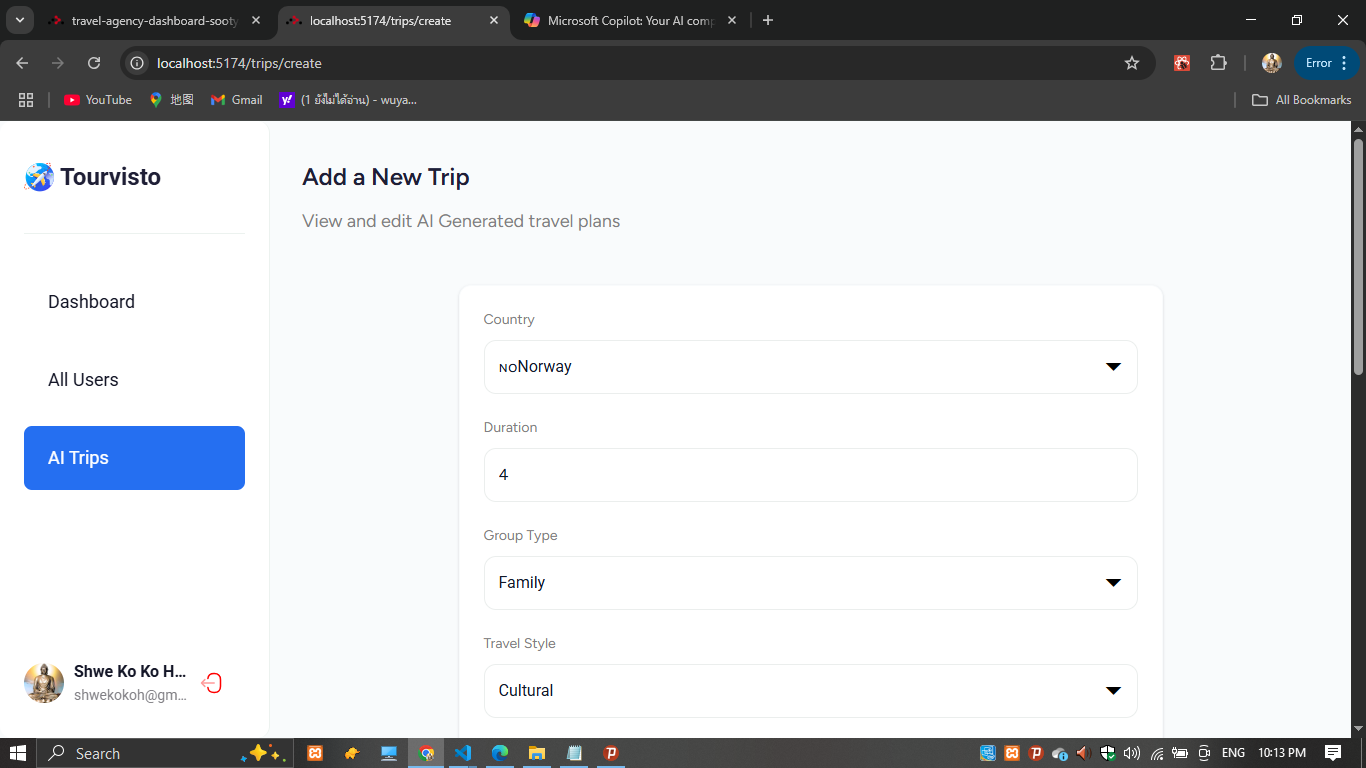 travel-agency-dashboard-sooty
localhost:5174/trips/create
Microsoft Copilot: Your AI comp
localhost:5174/trips/create
Error
YouTube
地图
Gmail
(1 ยังไม่ได้อ่าน) - wuya...
All Bookmarks
Tourvisto
Dashboard
All Users
AI Trips
Shwe Ko Ko H...
shwekokoh@gm...
Add a New Trip
View and edit AI Generated travel plans
Country
NONorway
Duration
4
Group Type
Family
Travel Style
Cultural
Search
ENG
10:13 PM